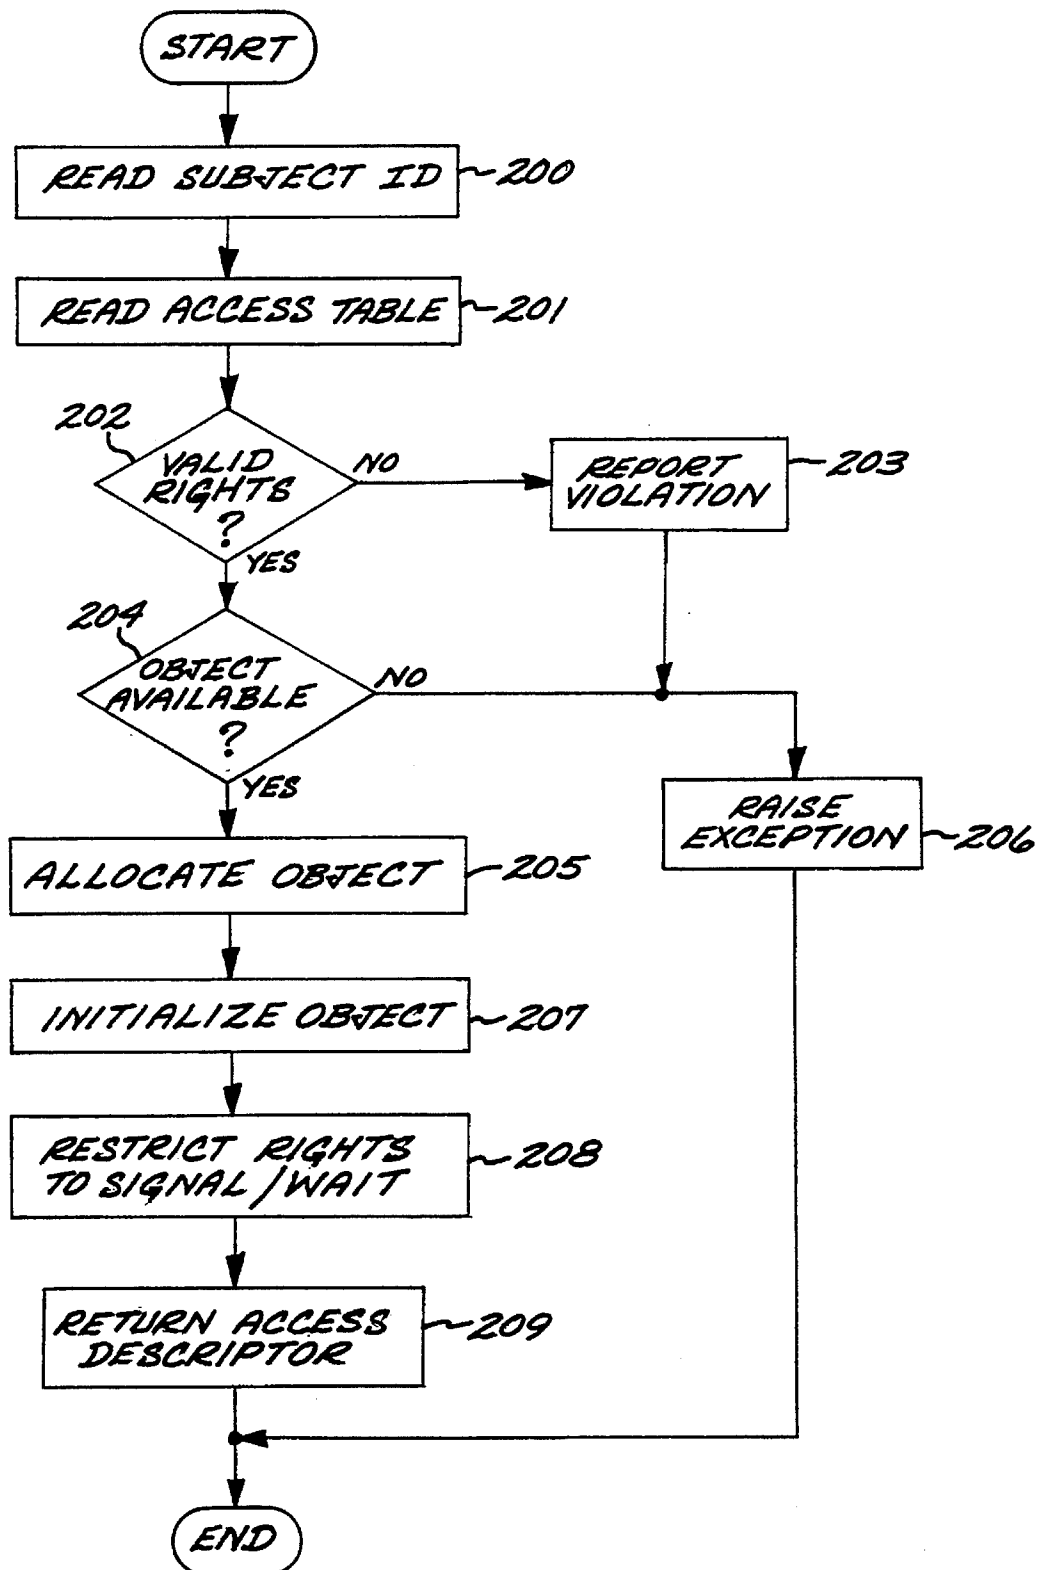 START
READ SUBJECT ID
200
READ ACCESS TABLE
201
202
VALID
RIGHTS
?
NO
YES
REPORT
VIOLATION
203
204
OBJECT
AVAILABLE
?
NO
YES
RAISE
EXCEPTION
206
ALLOCATE OBJECT
205
INITIALIZE OBJECT
207
RESTRICT RIGHTS
TO SIGNAL/WAIT
208
RETURN ACCESS
DESCRIPTOR
209
END